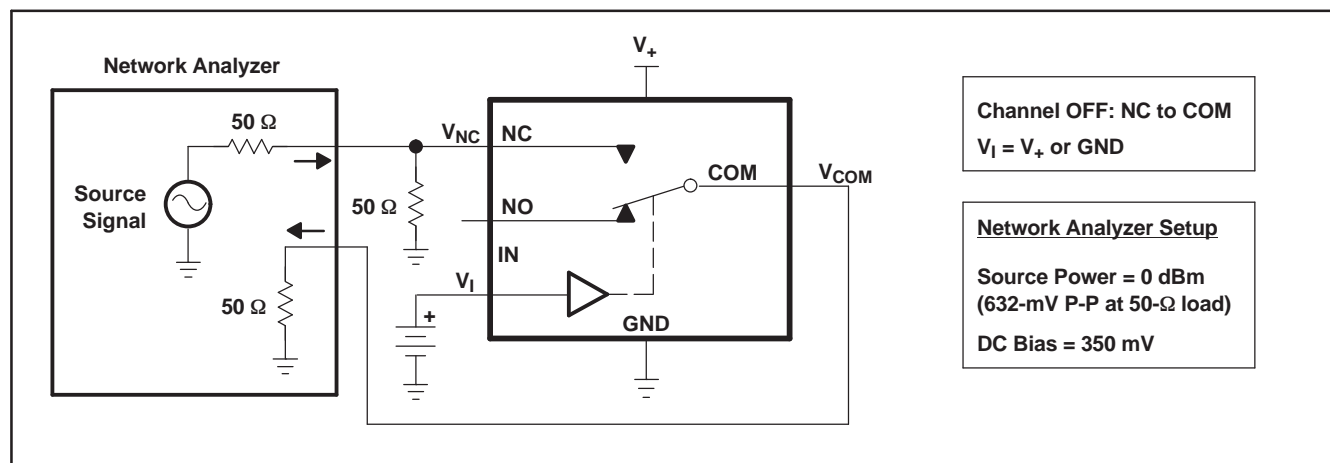 Network Analyzer
50 Ω
Source
Signal
50 Ω
V+
VNC
NC
50 Ω
NO
IN
VI
+
GND
COM
VCOM
Channel OFF: NC to COM
VI = V+ or GND
Network Analyzer Setup
Source Power = 0 dBm
(632-mV P-P at 50-Ω load)
DC Bias = 350 mV